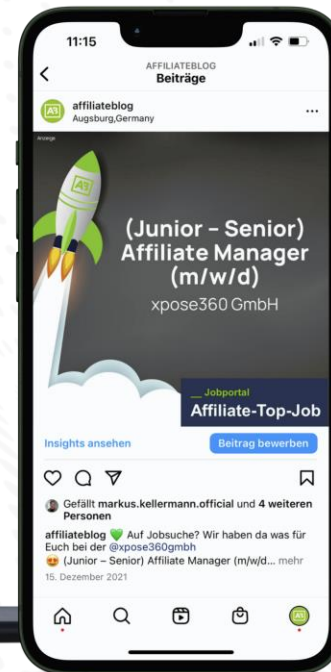 11:15
AFFILIATEBLOG
Beiträge
affiliateblog
Augsburg,Germany
Anzeige
AB
(Junior – Senior)
Affiliate Manager
(m/w/d)
xpose360 GmbH
__ Jobportal
Affiliate-Top-Job
Insights ansehen
Beitrag bewerben
Gefällt markus.kellermann.official und 4 weiteren
Personen
affiliateblog 💚 Auf Jobsuche? Wir haben da was für
Euch bei der @xpose360gmbh
😍 (Junior – Senior) Affiliate Manager (m/w/d... mehr
15. Dezember 2021